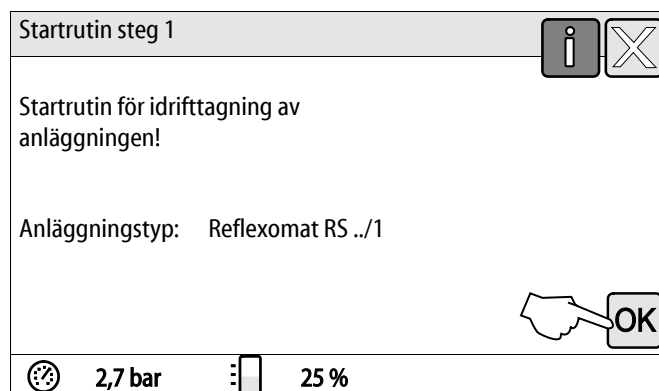 Startrutin steg 1
i
X
Startrutin för idrifttagning av
anläggningen!
Anläggningstyp: Reflexomat RS ../1
OK
2,7 bar 25 %